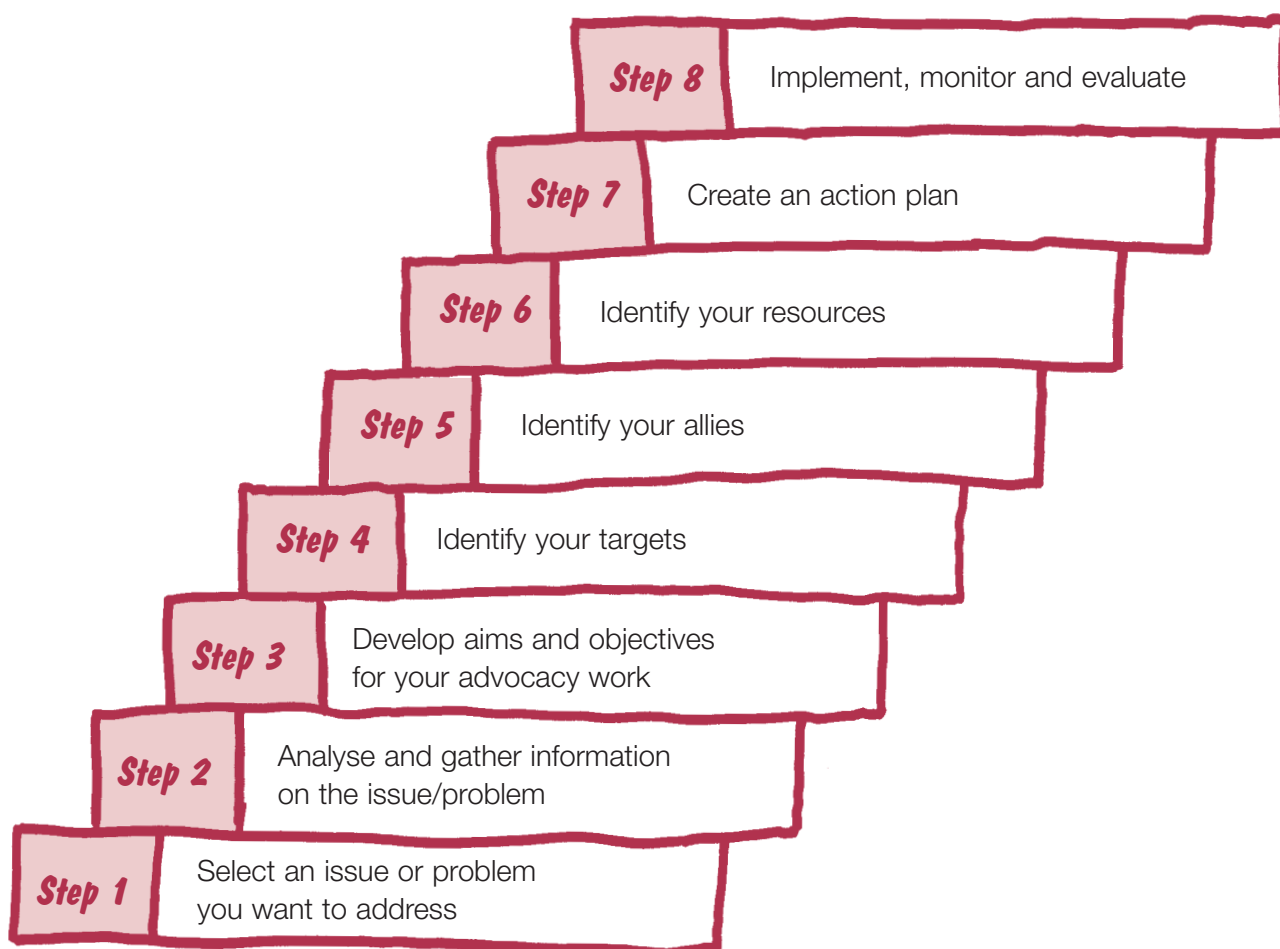 Step 8 Implement, monitor and evaluate
Step 7 Create an action plan
Step 6 Identify your resources
Step 5 Identify your allies
Step 4 Identify your targets
Step 3 Develop aims and objectives
for your advocacy work
Step 2 Analyse and gather information
on the issue/problem
Step 1 Select an issue or problem
you want to address